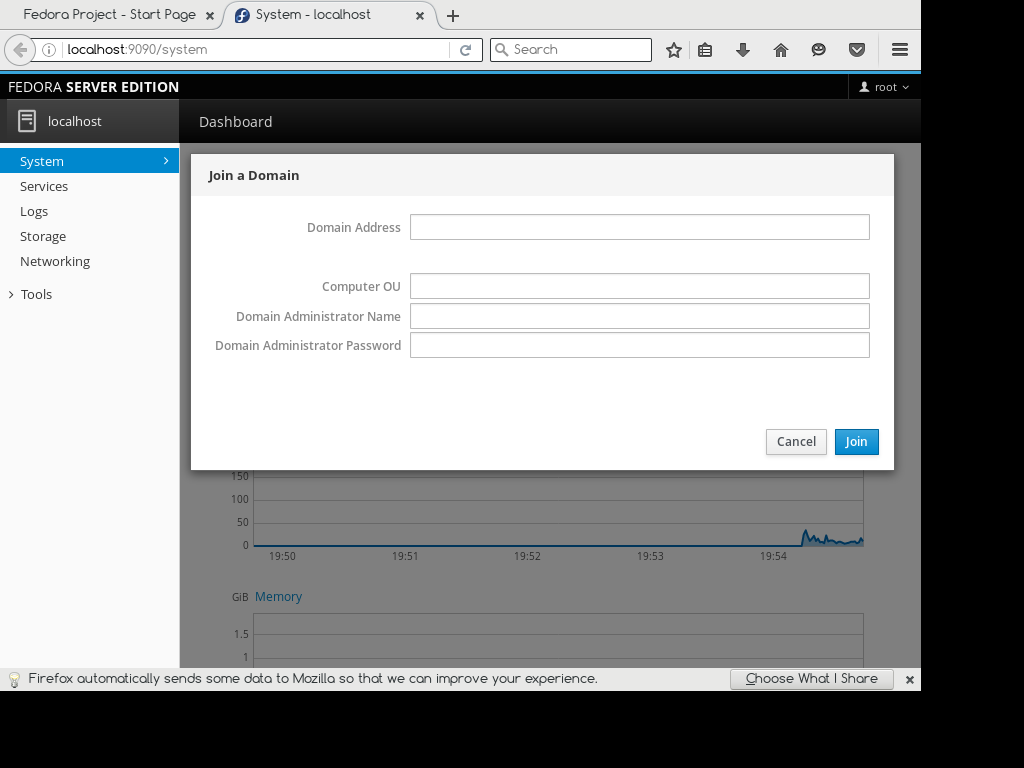 Fedora Project - Start Page
System - localhost
localhost:9090/system
Search
FEDORA SERVER EDITION
root
localhost
Dashboard
System
Services
Logs
Storage
Networking
Tools
Join a Domain
Domain Address
Computer OU
Domain Administrator Name
Domain Administrator Password
Cancel
Join
150
100
50
0
19:50
19:51
19:52
19:53
19:54
GiB Memory
1.5
1
Firefox automatically sends some data to Mozilla so that we can improve your experience.
Choose What I Share